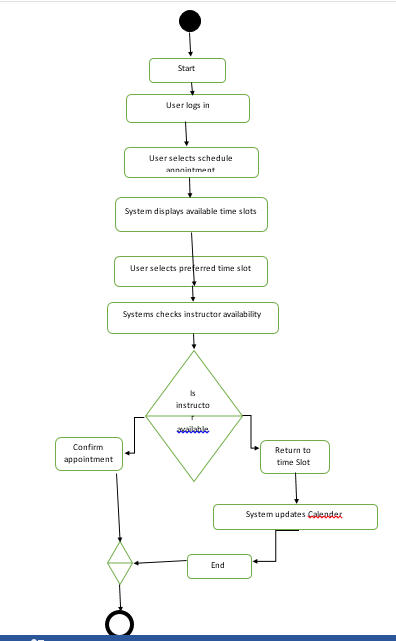 Start
User logs in
User selects schedule
appointment
System displays available time slots
User selects preferred time slot
Systems checks instructor availability
Is
instructo
r
available
Confirm
appointment
Return to
time Slot
System updates Calender
End